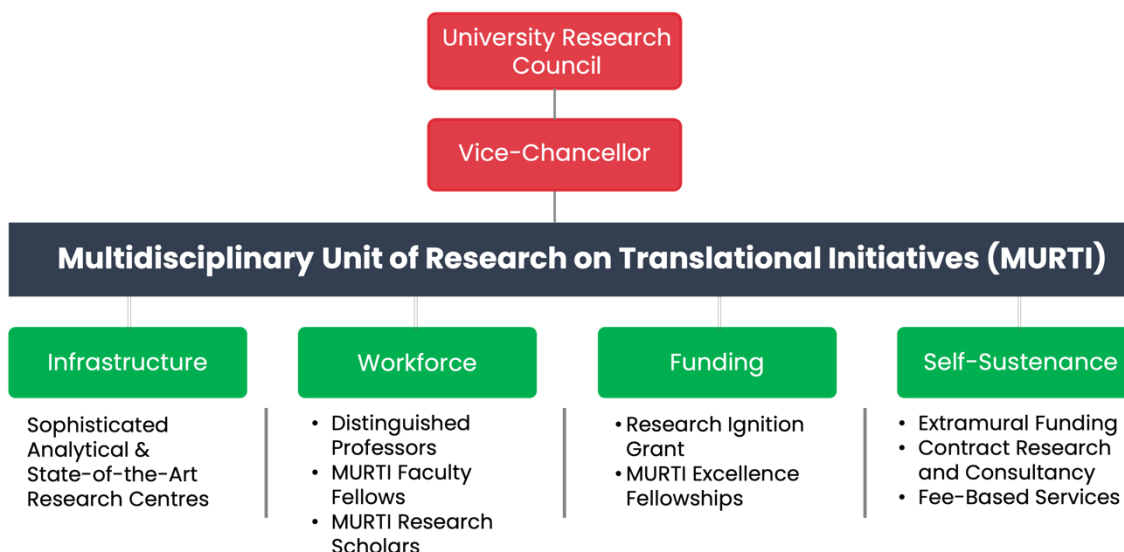 University Research
Council
Vice-Chancellor
Multidisciplinary Unit of Research on Translational Initiatives (MURTI)
Infrastructure
Sophisticated
Analytical &
State-of-the-Art
Research Centres
Workforce
• Distinguished
Professors
• MURTI Faculty
Fellows
• MURTI Research
Scholars
Funding
• Research Ignition
Grant
• MURTI Excellence
Fellowships
Self-Sustenance
• Extramural Funding
• Contract Research
and Consultancy
• Fee-Based Services